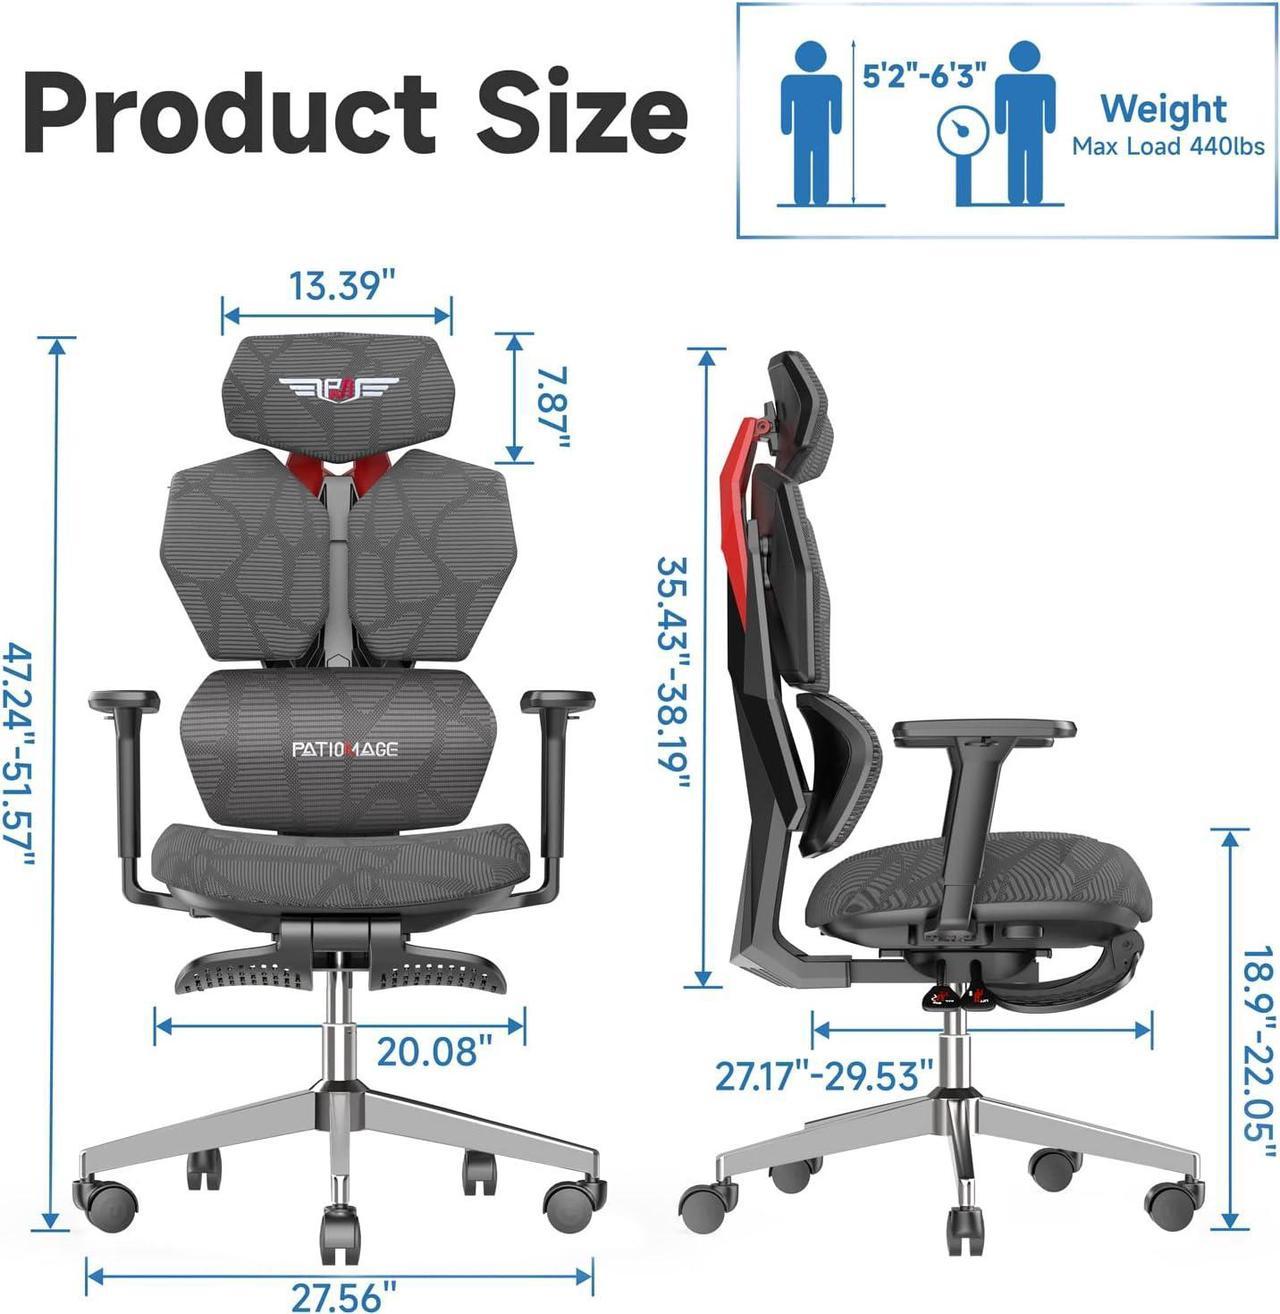 Product Size
5'2"-6'3"
Weight
Max Load 440lbs
13.39"
7.87"
47.24"-51.57"
35.43"-38.19"
PATIOMAGE
18.9"-22.05"
20.08"
27.17"-29.53"
27.56"